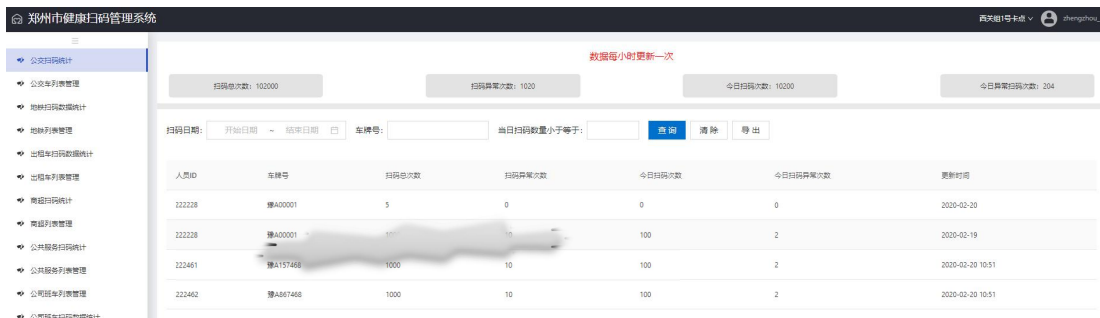 郑州市健康扫码管理系统
西关组1号卡点
zhengzhou_
公交扫码统计
公交车列表管理
地铁扫码数据统计
地铁列表管理
出租车扫码数据统计
出租车列表管理
商超扫码统计
商超列表管理
公共服务扫码统计
公共服务列表管理
公司班车列表管理
公司班车扫码数据统计
数据每小时更新一次
扫码总次数：102000 扫码异常次数：1020 今日扫码次数：10200 今日异常扫码次数：204
扫码日期： 开始日期 ~ 结束日期 车牌号： 当日扫码数量小于等于： 查询 清除 导出
人员ID 车牌号 扫码总次数 扫码异常次数 今日扫码次数 今日扫码异常次数 更新时间
222228 豫A00001 5 0 0 0 2020-02-20
222228 豫A00001 100 2 2020-02-19
222461 豫A157468 1000 10 100 2 2020-02-20 10:51
222462 豫A867468 1000 10 100 2 2020-02-20 10:51